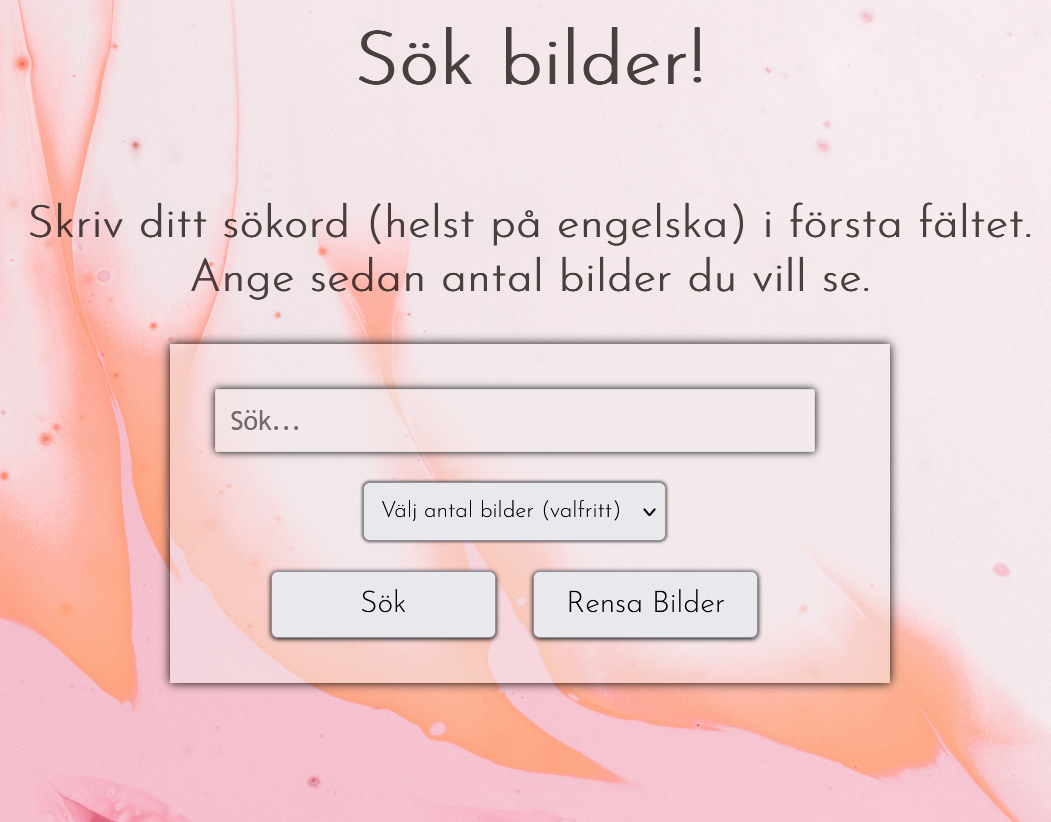 Sök bilder!
Skriv ditt sökord (helst på engelska) i första fältet.
Ange sedan antal bilder du vill se.
Sök...
Välj antal bilder (valfritt)
Sök
Rensa Bilder